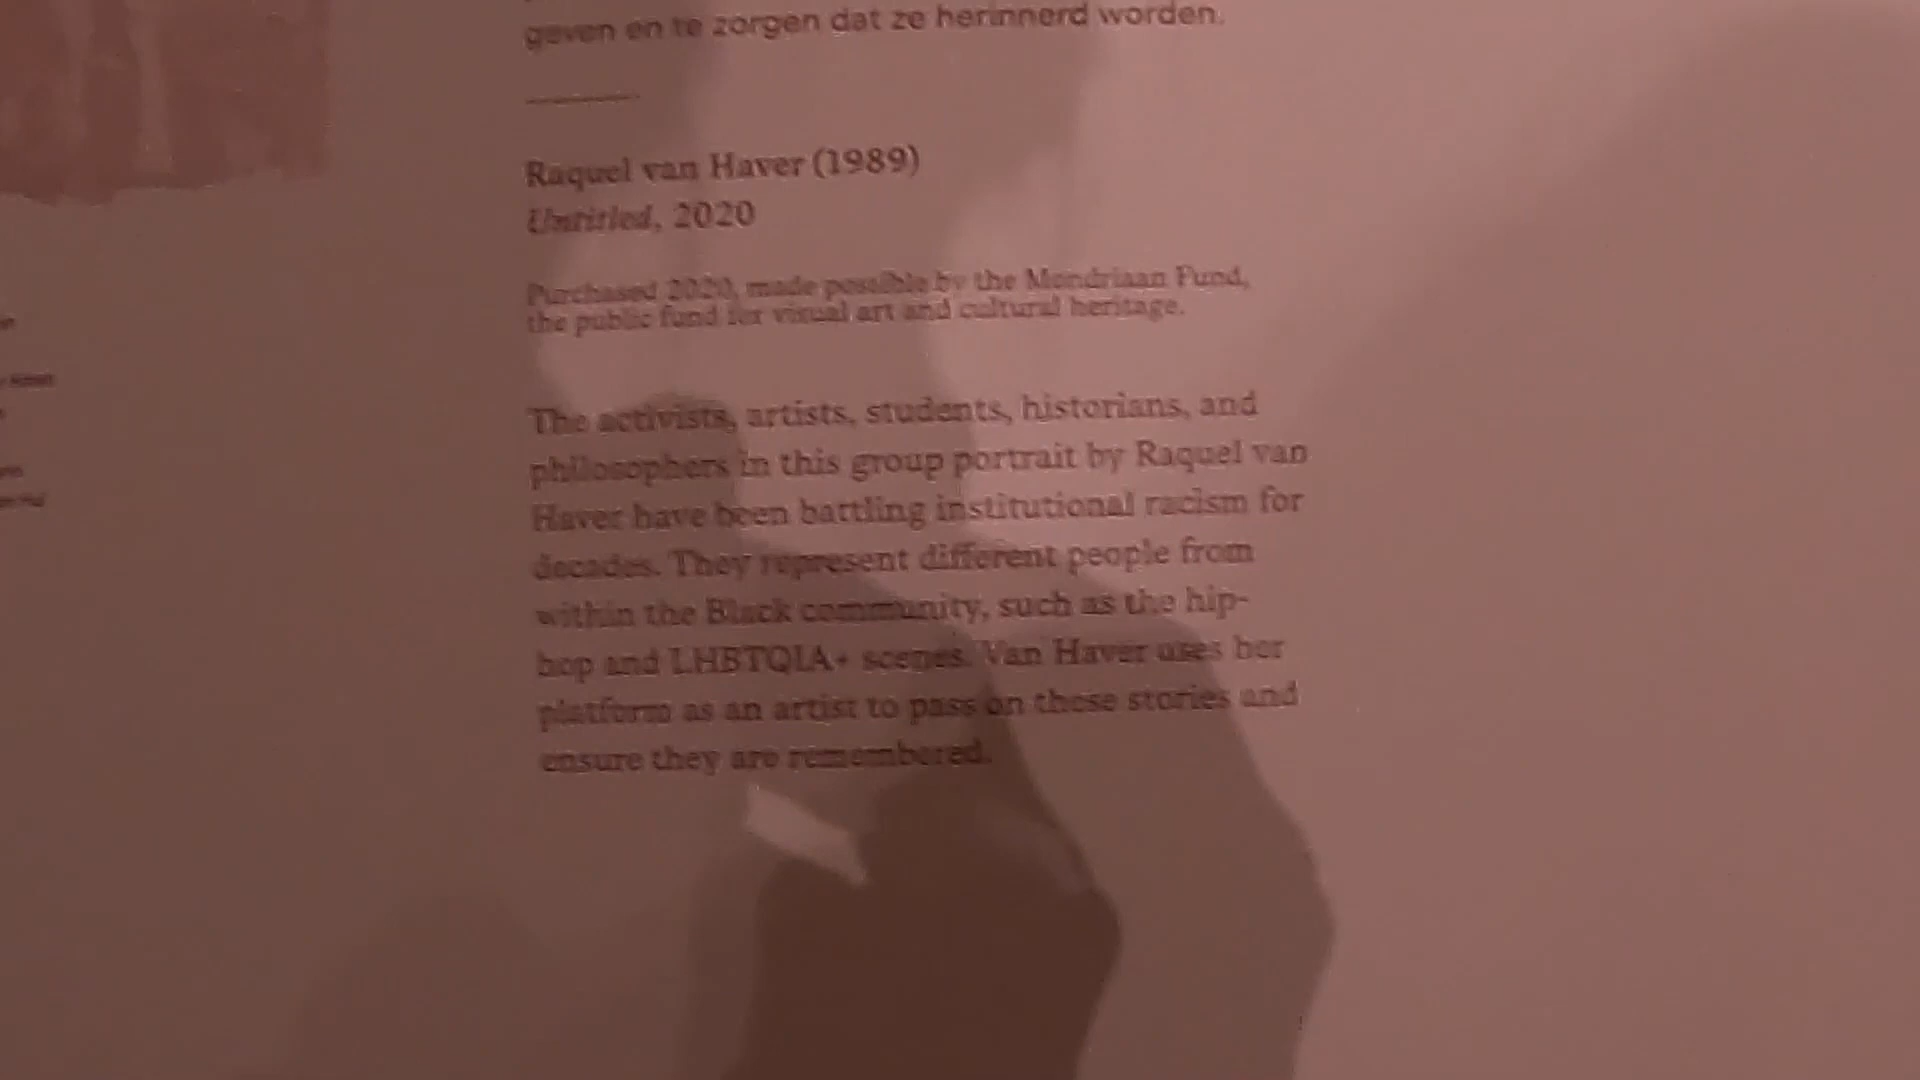 geven en te zorgen dat ze herinnerd worden.
Raquel van Haver (1989)
Untitled, 2020
Purchased 2020, made possible by the Mondriaan Fund,
the public fund for visual art and cultural heritage.
The activists, artists, students, historians, and
philosophers in this group portrait by Raquel van
Haver have been battling institutional racism for
decades. They represent different people from
within the Black community, such as the hip-
hop and LHBTQIA+ scenes. Van Haver uses her
platform as an artist to pass on these stories and
ensure they are remembered.